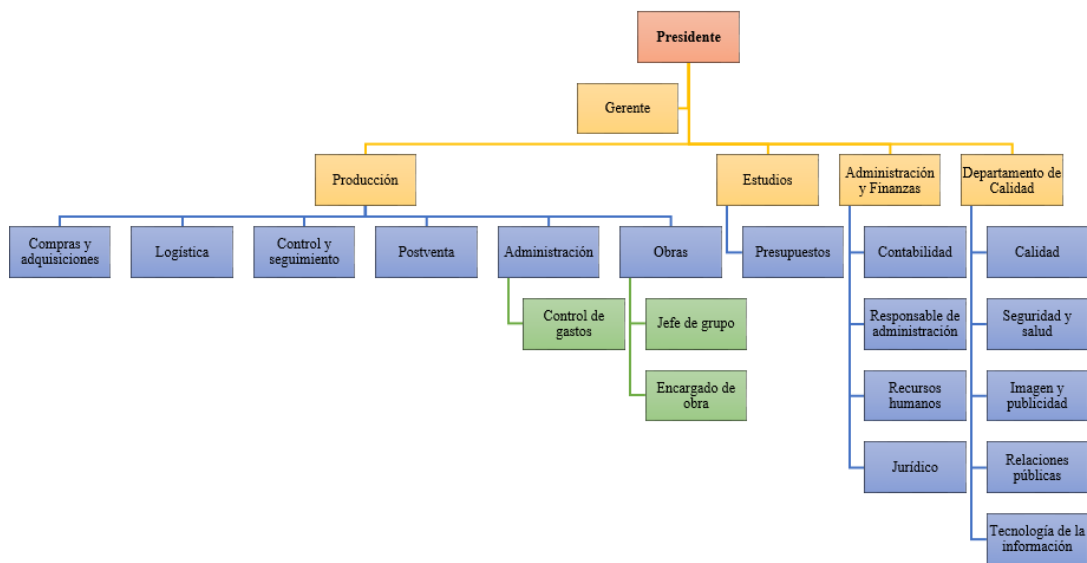 Presidente
Gerente
Producción
Estudios
Administración
y Finanzas
Departamento de
Calidad
Compras y
adquisiciones
Logística
Control y
seguimiento
Postventa
Administración
Obras
Presupuestos
Contabilidad
Calidad
Control de
gastos
Jefe de grupo
Responsable de
administración
Seguridad y
salud
Encargado de
obra
Recursos
humanos
Imagen y
publicidad
Jurídico
Relaciones
públicas
Tecnología de la
información